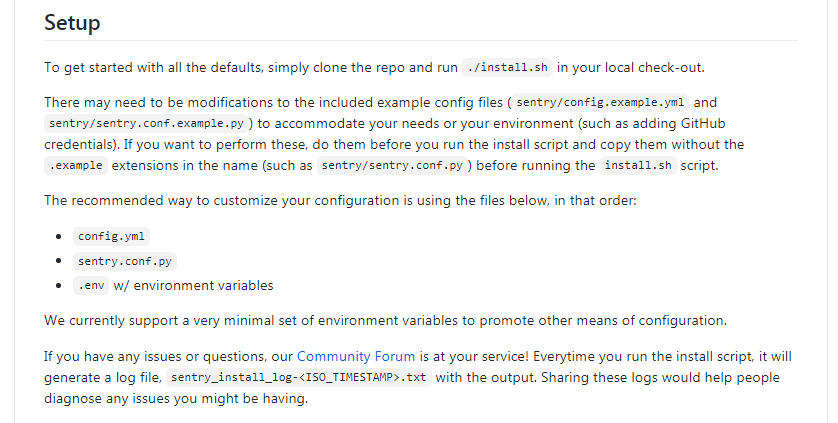 Setup
To get started with all the defaults, simply clone the repo and run ./install.sh in your local check-out.
There may need to be modifications to the included example config files ( sentry/config.example.yml and
sentry/sentry.conf.example.py ) to accommodate your needs or your environment (such as adding GitHub
credentials). If you want to perform these, do them before you run the install script and copy them without the
.example extensions in the name (such as sentry/sentry.conf.py ) before running the install.sh script.
The recommended way to customize your configuration is using the files below, in that order:
• config.yml
• sentry.conf.py
• .env w/ environment variables
We currently support a very minimal set of environment variables to promote other means of configuration.
If you have any issues or questions, our Community Forum is at your service! Everytime you run the install script, it will
generate a log file, sentry_install_log-<ISO_TIMESTAMP>.txt with the output. Sharing these logs would help people
diagnose any issues you might be having.